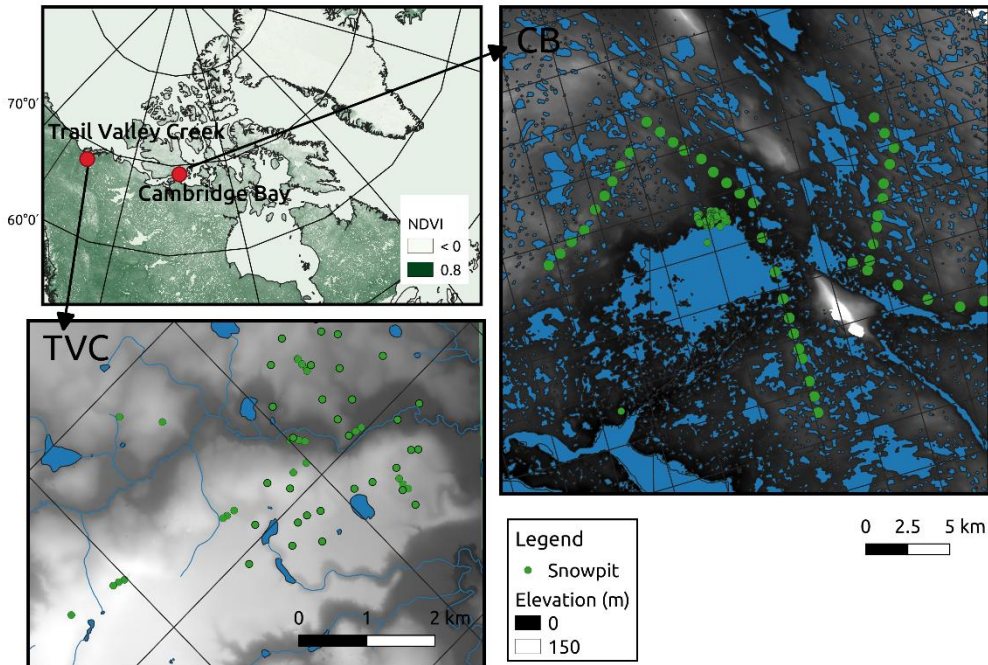 CB
70°0′
Trail Valley Creek
Cambridge Bay
60°0′
NDVI
< 0
0.8
TVC
0 1 2 km
0 2.5 5 km
Legend
Snowpit
Elevation (m)
0
150